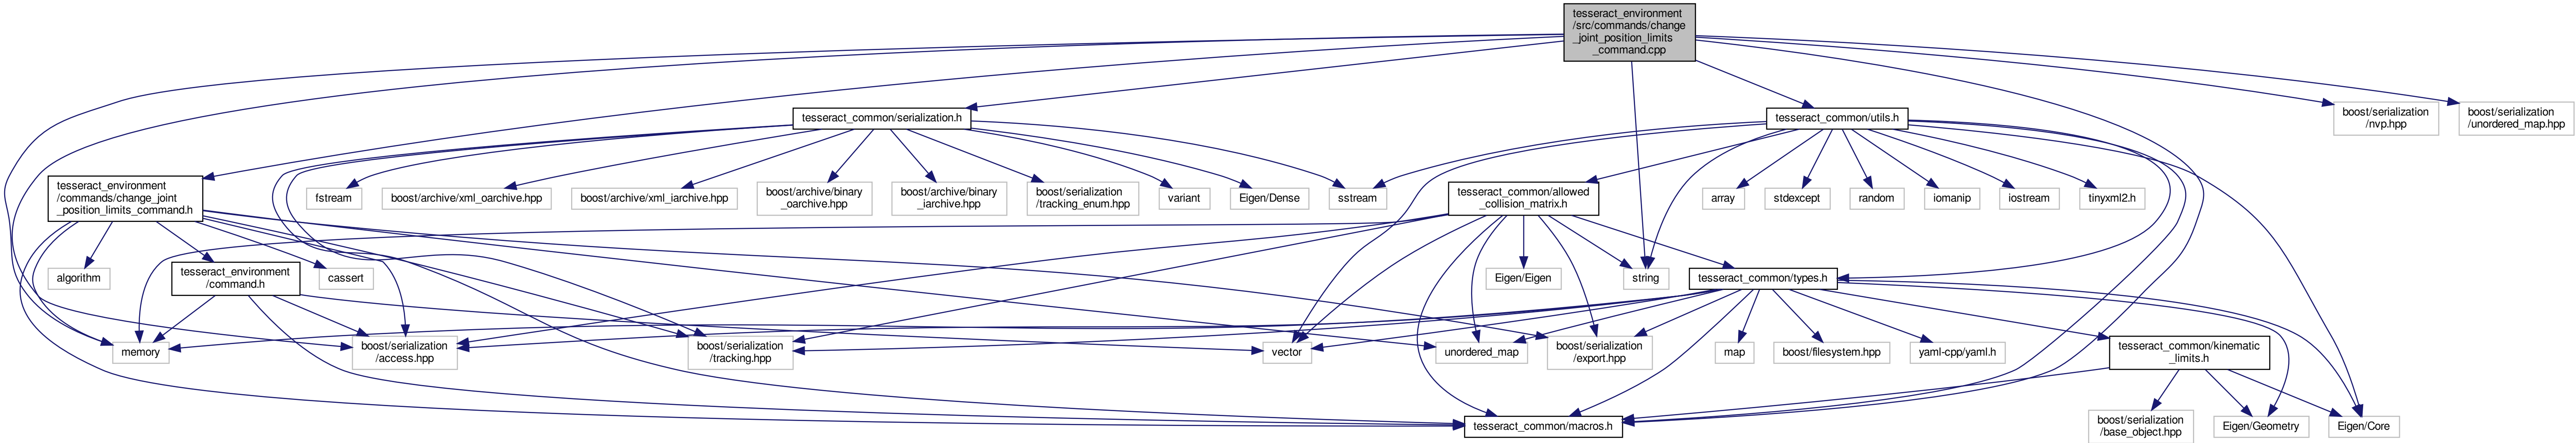 tesseract_environment
/src/commands/change
_joint_position_limits
_command.cpp
tesseract_common/serialization.h
tesseract_common/utils.h
boost/serialization
/nvp.hpp
boost/serialization
/unordered_map.hpp
tesseract_environment
/commands/change_joint
_position_limits_command.h
fstream
boost/archive/xml_oarchive.hpp
boost/archive/xml_iarchive.hpp
boost/archive/binary
_oarchive.hpp
boost/archive/binary
_iarchive.hpp
boost/serialization
/tracking_enum.hpp
variant
Eigen/Dense
sstream
tesseract_common/allowed
_collision_matrix.h
array
stdexcept
random
iomanip
iostream
tinyxml2.h
algorithm
tesseract_environment
/command.h
cassert
Eigen/Eigen
string
tesseract_common/types.h
memory
boost/serialization
/access.hpp
boost/serialization
/tracking.hpp
vector
unordered_map
boost/serialization
/export.hpp
map
boost/filesystem.hpp
yaml-cpp/yaml.h
tesseract_common/kinematic
_limits.h
tesseract_common/macros.h
boost/serialization
/base_object.hpp
Eigen/Geometry
Eigen/Core